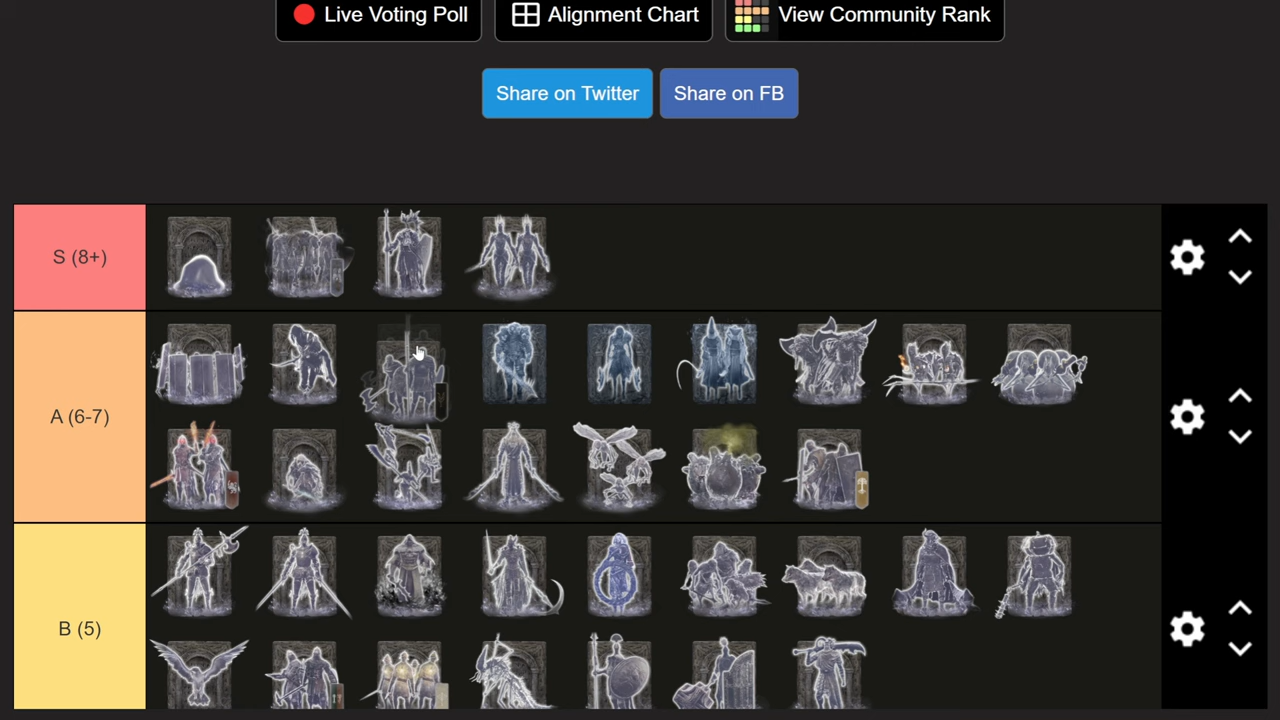 Live Voting Poll
Alignment Chart
View Community Rank
Share on Twitter
Share on FB
S (8+)
A (6-7)
B (5)